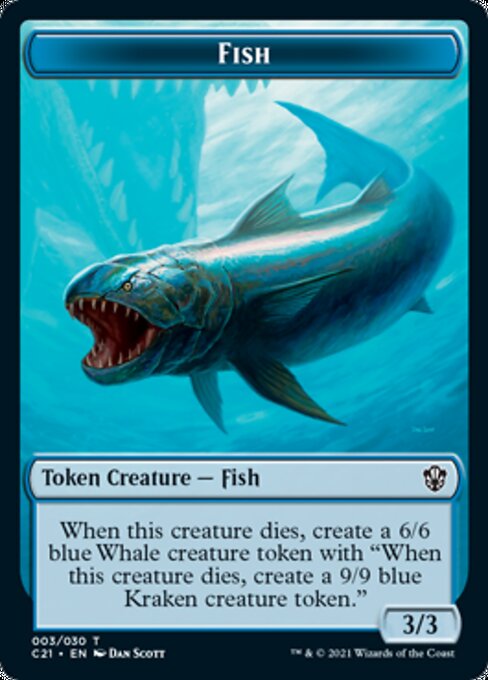 Fish
Token Creature — Fish
When this creature dies, create a 6/6
blue Whale creature token with “When
this creature dies, create a 9/9 blue
Kraken creature token.”
3/3
003/030 T
C21 • EN Dan Scott
™ & © 2021 Wizards of the Coast